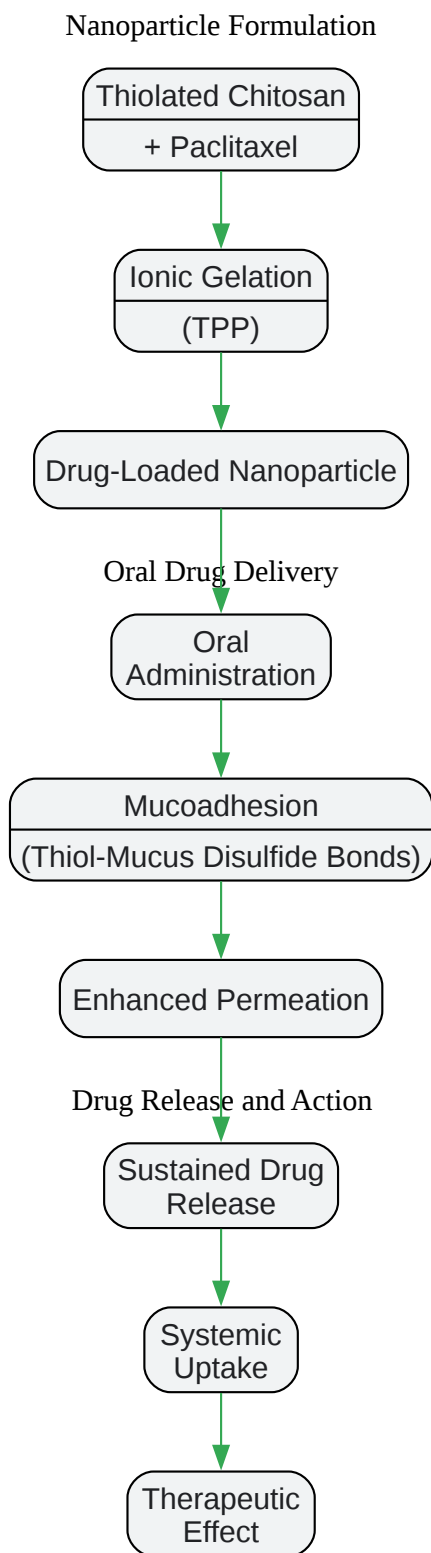 Nanoparticle Formulation
Thiolated Chitosan
+ Paclitaxel
Ionic Gelation
(TPP)
Drug-Loaded Nanoparticle
Oral Drug Delivery
Oral
Administration
Mucoadhesion
(Thiol-Mucus Disulfide Bonds)
Enhanced Permeation
Drug Release and Action
Sustained Drug
Release
Systemic
Uptake
Therapeutic
Effect